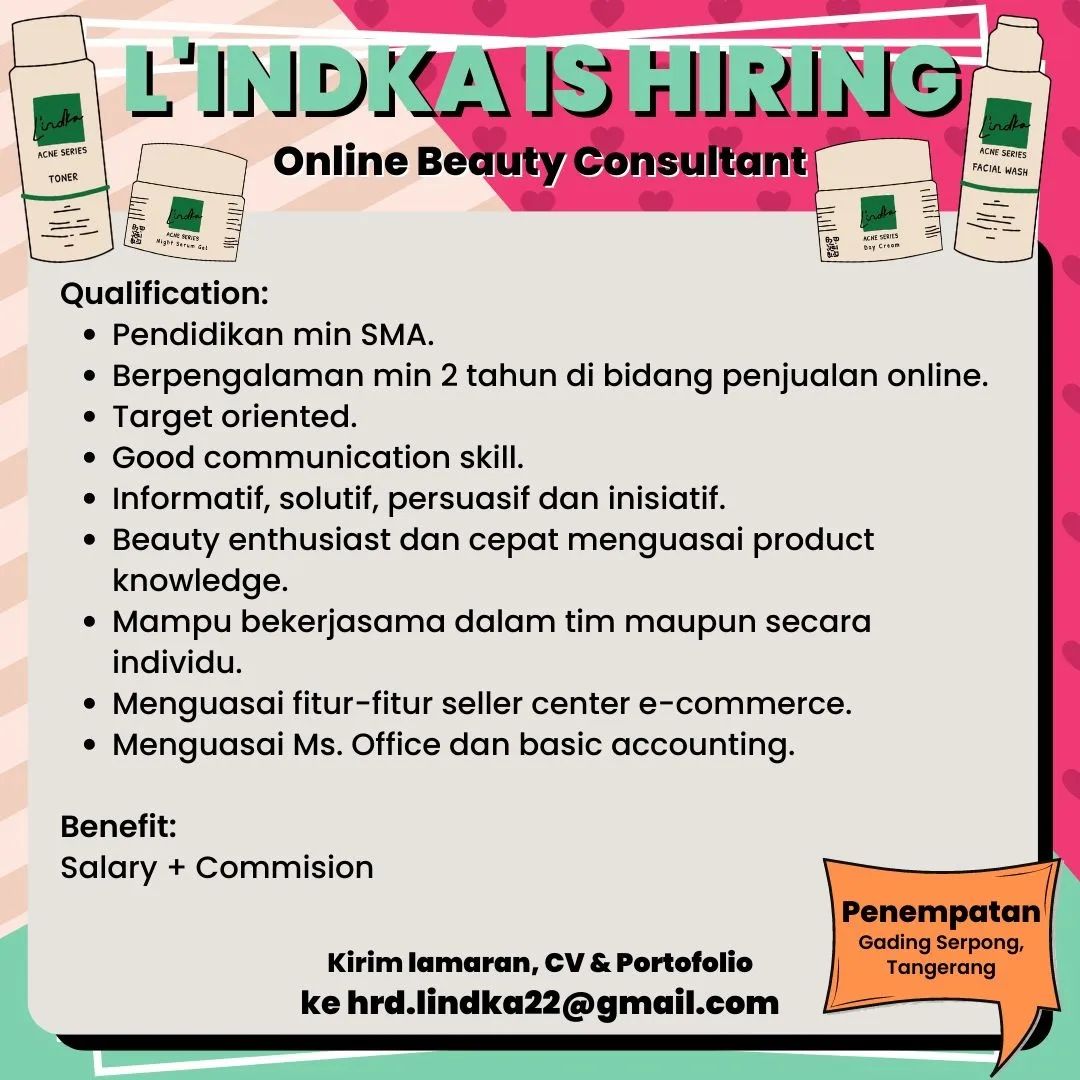 L'INDKA IS HIRING
Online Beauty Consultant
L'indka
ACNE SERIES
TONER
L'indka
ACNE SERIES
Night Serum Gel
L'indka
ACNE SERIES
Day Cream
L'indka
ACNE SERIES
FACIAL WASH
Qualification:
• Pendidikan min SMA.
• Berpengalaman min 2 tahun di bidang penjualan online.
• Target oriented.
• Good communication skill.
• Informatif, solutif, persuasif dan inisiatif.
• Beauty enthusiast dan cepat menguasai product
knowledge.
• Mampu bekerjasama dalam tim maupun secara
individu.
• Menguasai fitur-fitur seller center e-commerce.
• Menguasai Ms. Office dan basic accounting.
Benefit:
Salary + Commision
Penempatan
Gading Serpong,
Tangerang
Kirim lamaran, CV & Portofolio
ke hrd.lindka22@gmail.com